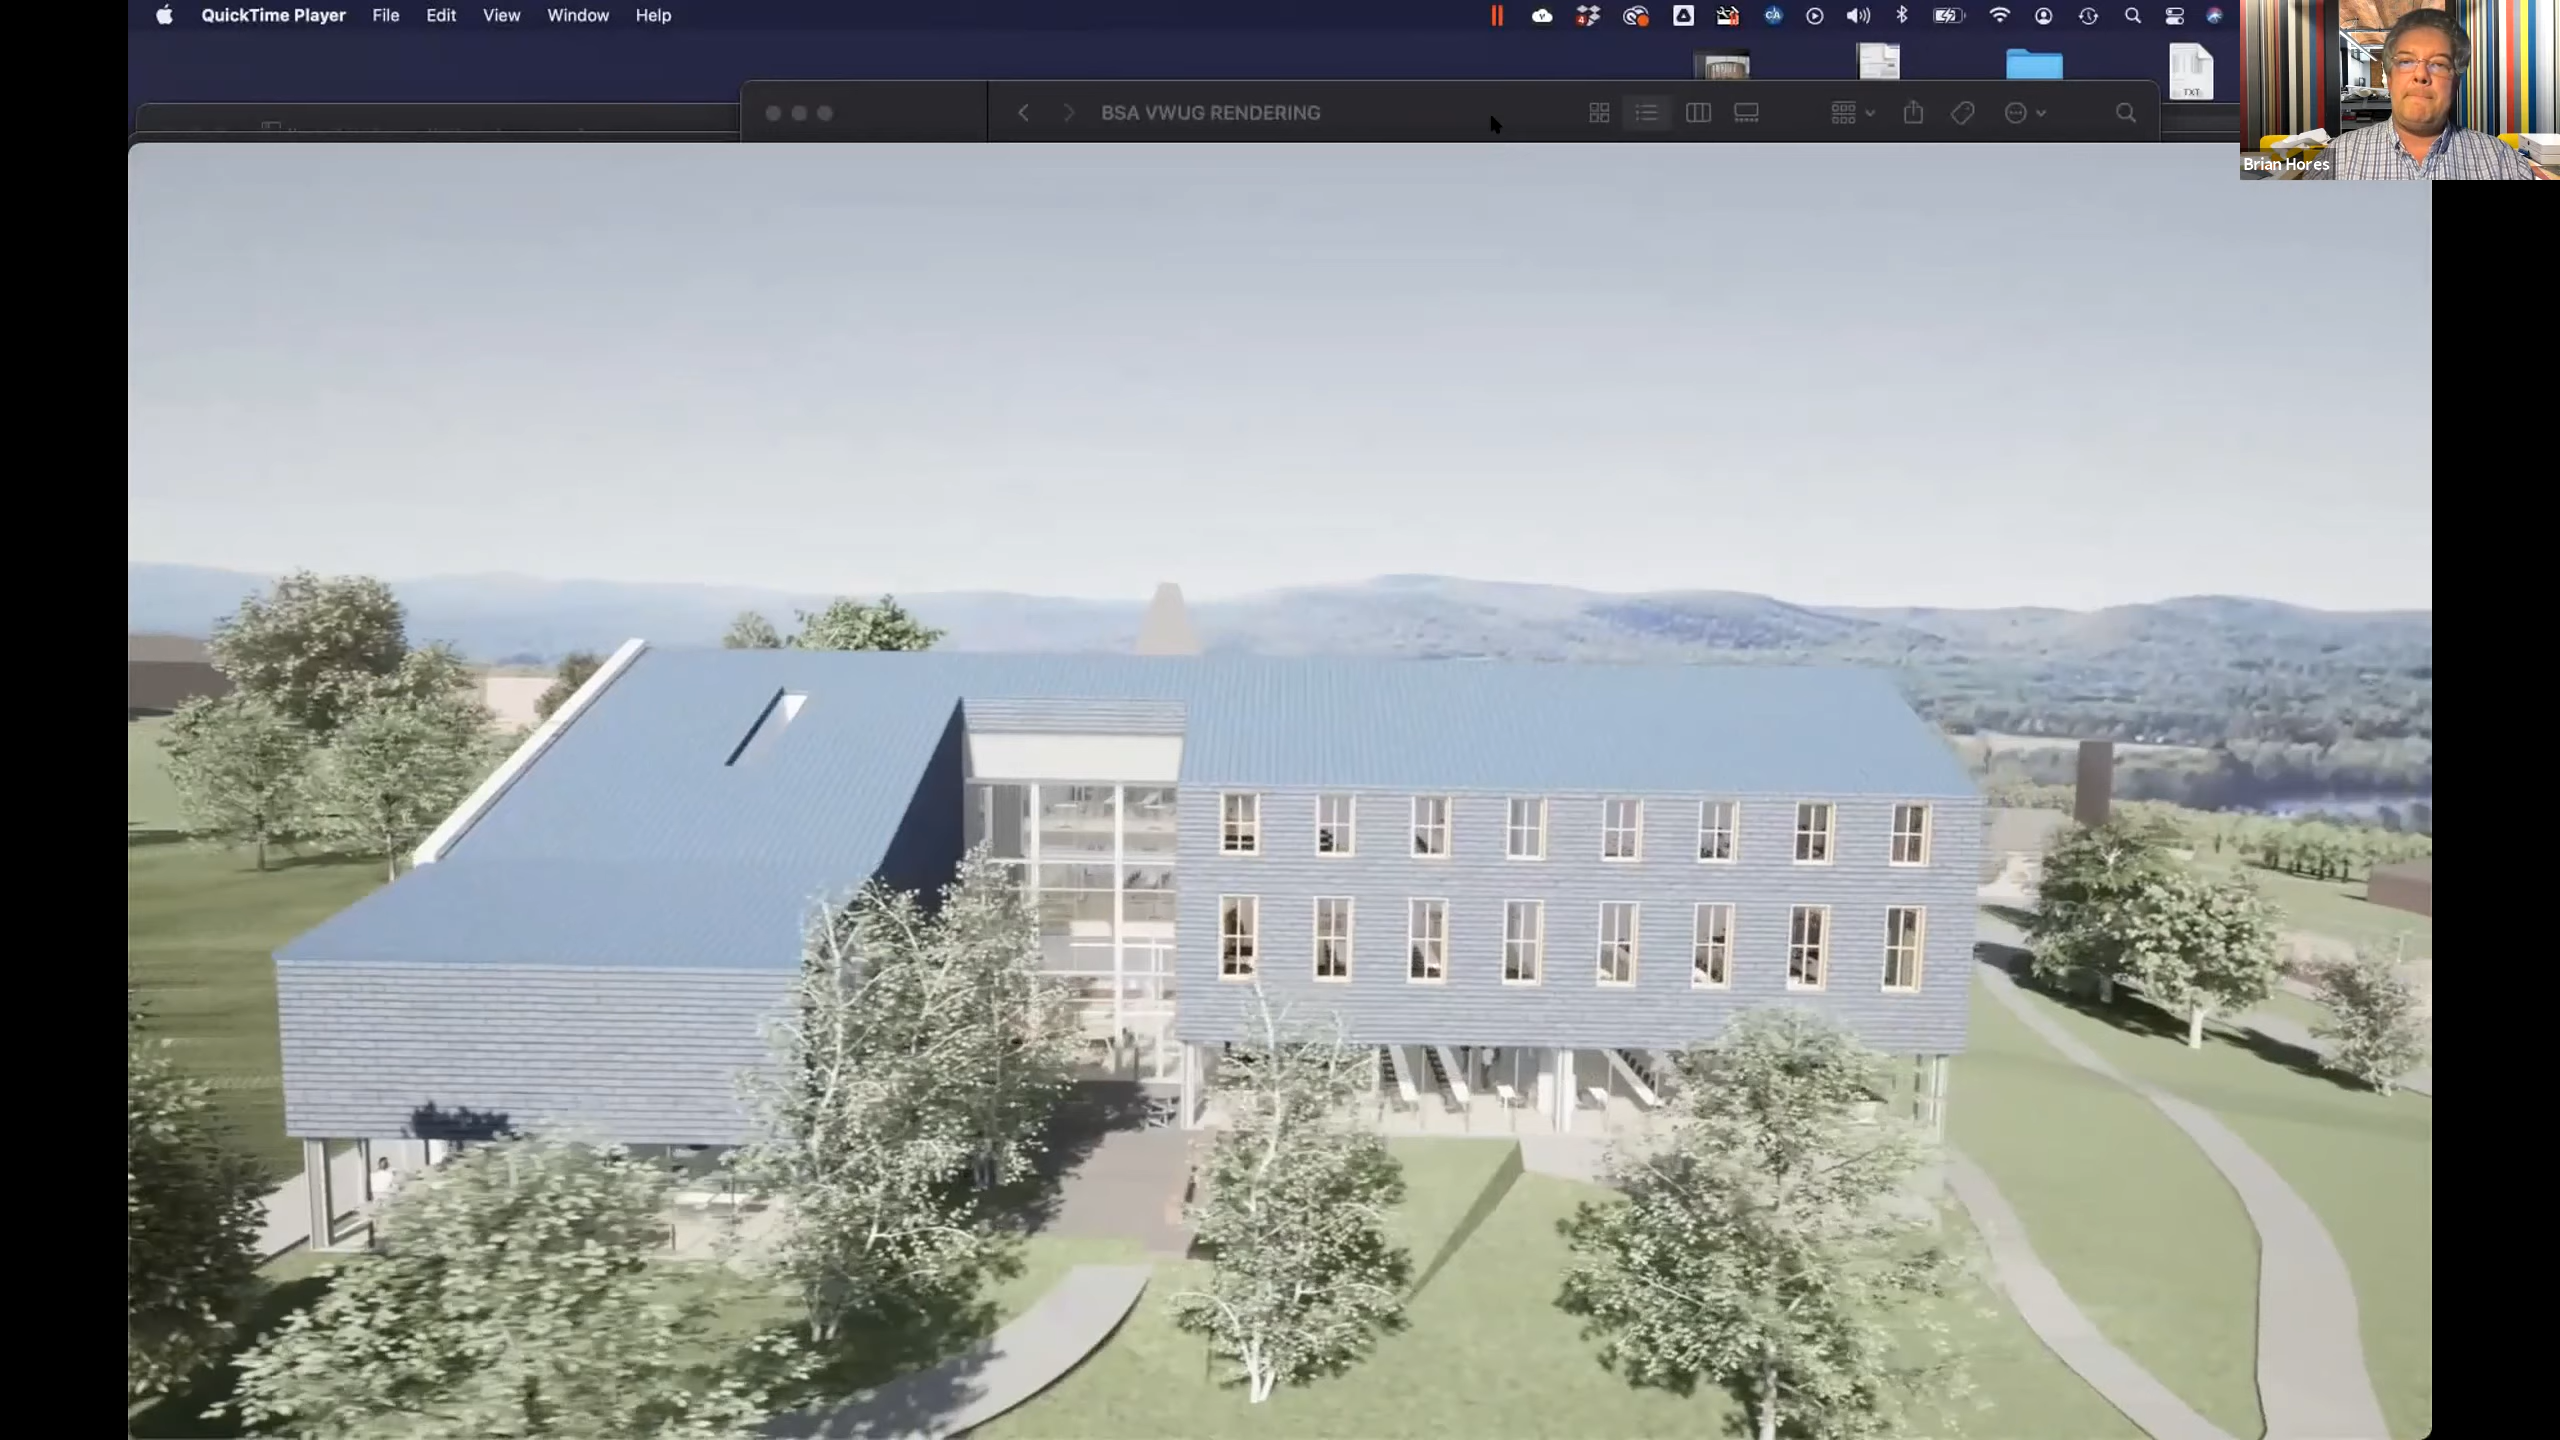 QuickTime Player File Edit View Window Help
BSA VWUG RENDERING
TXT
Brian Hores